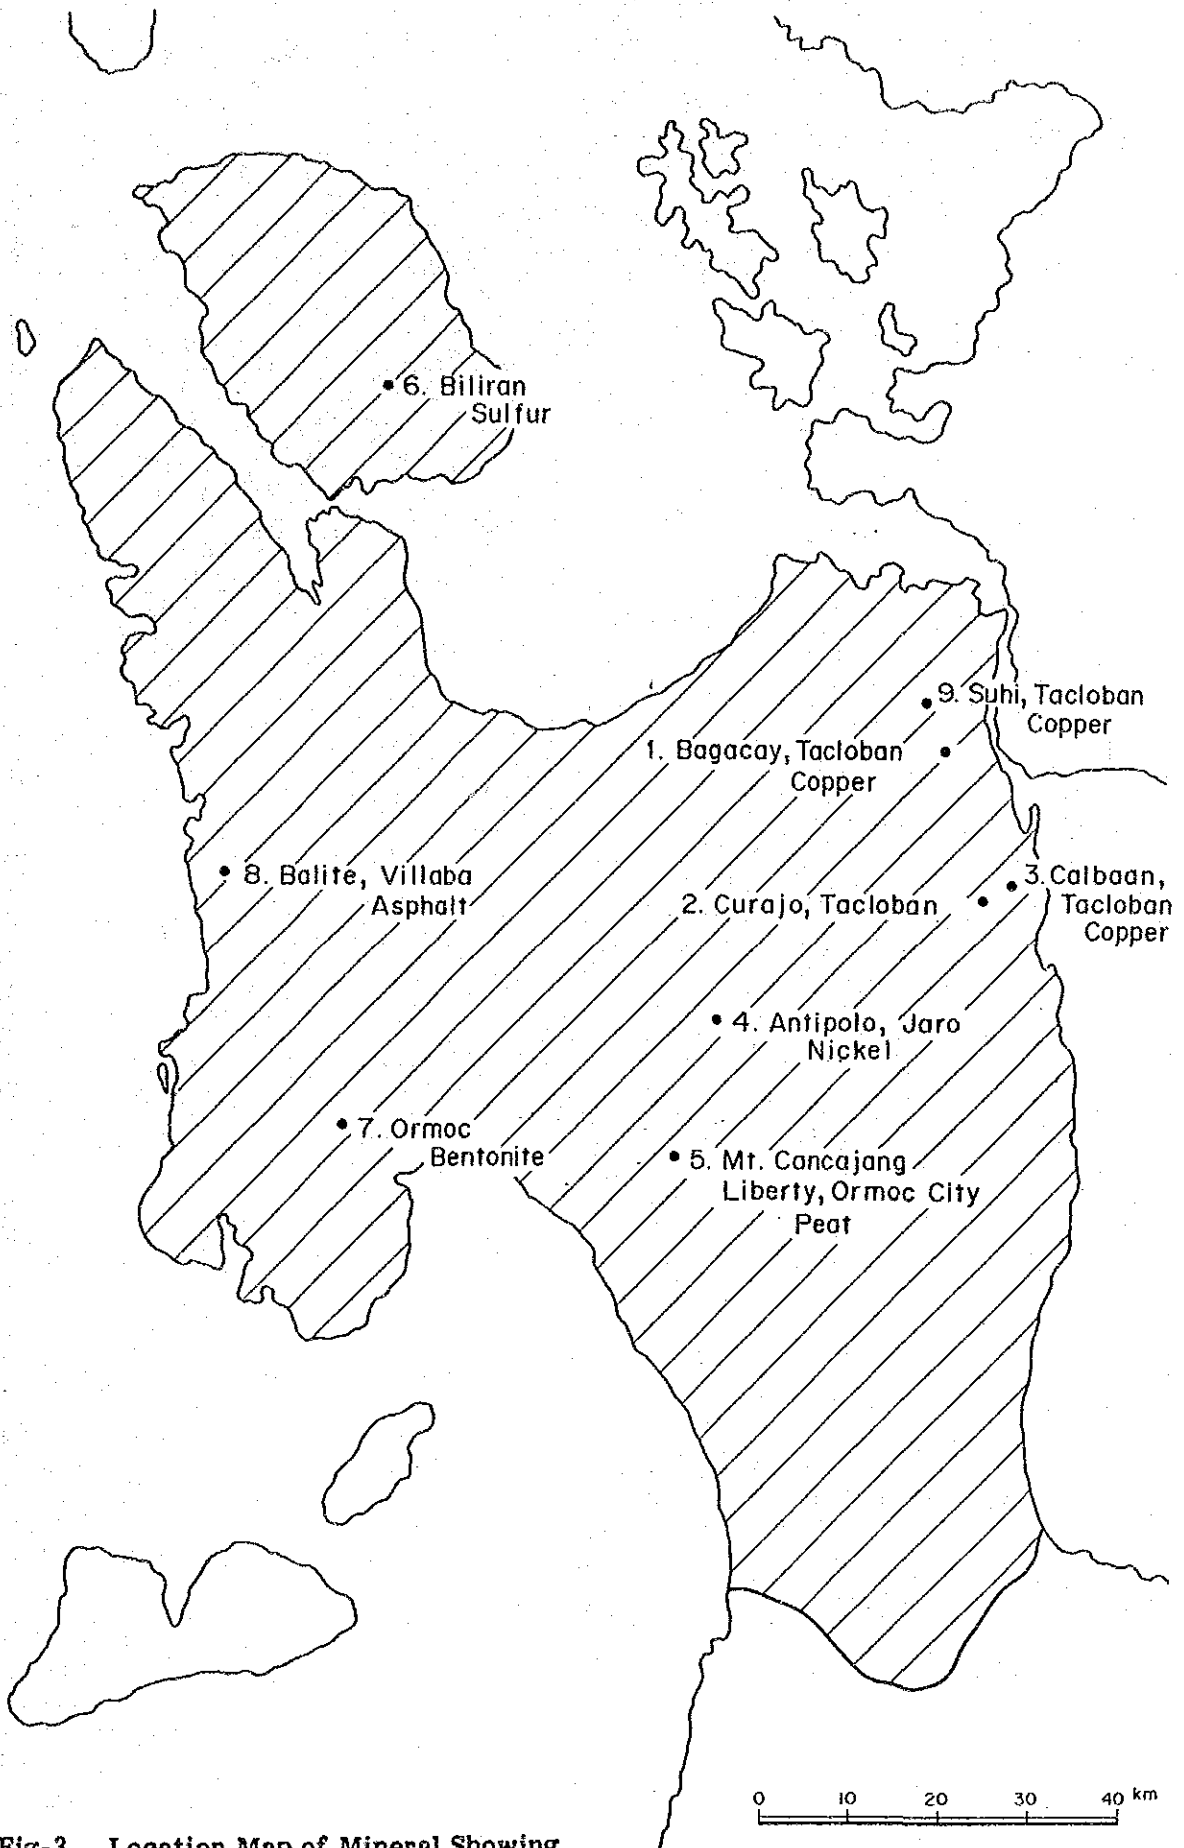 6. Biliran
Sulfur
9. Suhi, Tacloban
Copper
1. Bagacay, Tacloban
Copper
8. Balite, Villaba
Asphalt
3. Calbaan,
Tacloban
Copper
2. Curajo, Tacloban
4. Antipolo, Jaro
Nickel
7. Ormoc
Bentonite
5. Mt. Cancajang
Liberty, Ormoc City
Peat
0 10 20 30 40 km
Fig-3 Location Map of Mineral Showing